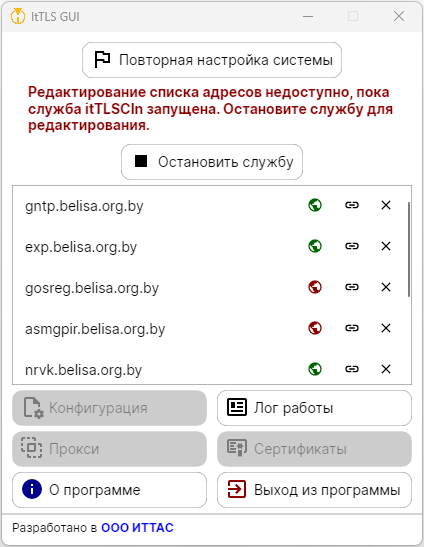 ItTLS GUI
Повторная настройка системы
Редактирование списка адресов недоступно, пока
служба itTLSCln запущена. Остановите службу для
редактирования.
Остановить службу
gntp.belisa.org.by
exp.belisa.org.by
gosreg.belisa.org.by
asmgpir.belisa.org.by
nrvk.belisa.org.by
Конфигурация
Лог работы
Прокси
Сертификаты
О программе
Выход из программы
Разработано в ООО ИТТАС